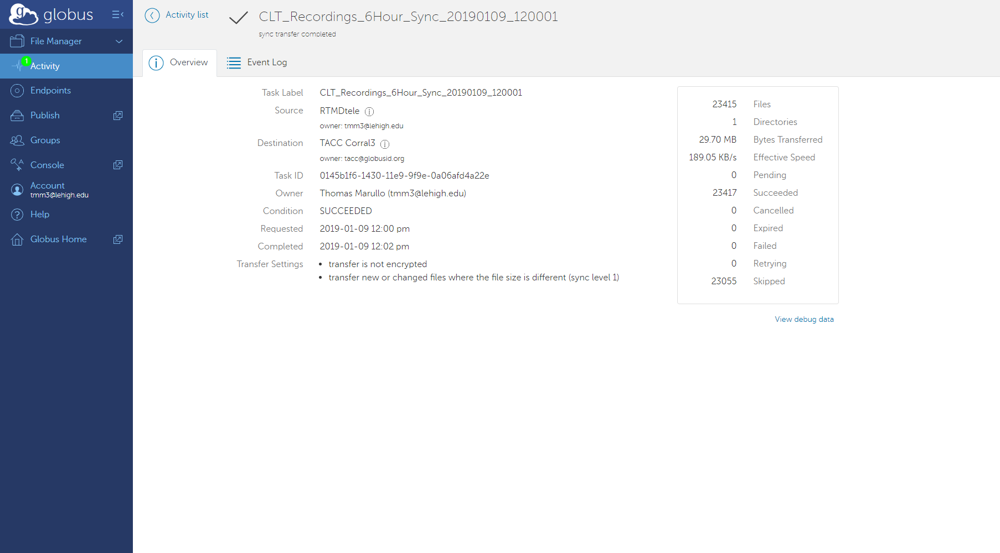 globus
File Manager
1
Activity
Endpoints
Publish
Groups
Console
Account
tmm3@lehigh.edu
Help
Globus Home
Activity list
CLT_Recordings_6Hour_Sync_20190109_120001
sync transfer completed
Overview
Event Log
Task Label CLT_Recordings_6Hour_Sync_20190109_120001
Source RTMDtele
owner: tmm3@lehigh.edu
Destination TACC Corral3
owner: tacc@globusid.org
Task ID 0145b1f6-1430-11e9-9f9e-0a06afd4a22e
Owner Thomas Marullo (tmm3@lehigh.edu)
Condition SUCCEEDED
Requested 2019-01-09 12:00 pm
Completed 2019-01-09 12:02 pm
Transfer Settings • transfer is not encrypted
• transfer new or changed files where the file size is different (sync level 1)
23415 Files
1 Directories
29.70 MB Bytes Transferred
189.05 KB/s Effective Speed
0 Pending
23417 Succeeded
0 Cancelled
0 Expired
0 Failed
0 Retrying
23055 Skipped
View debug data